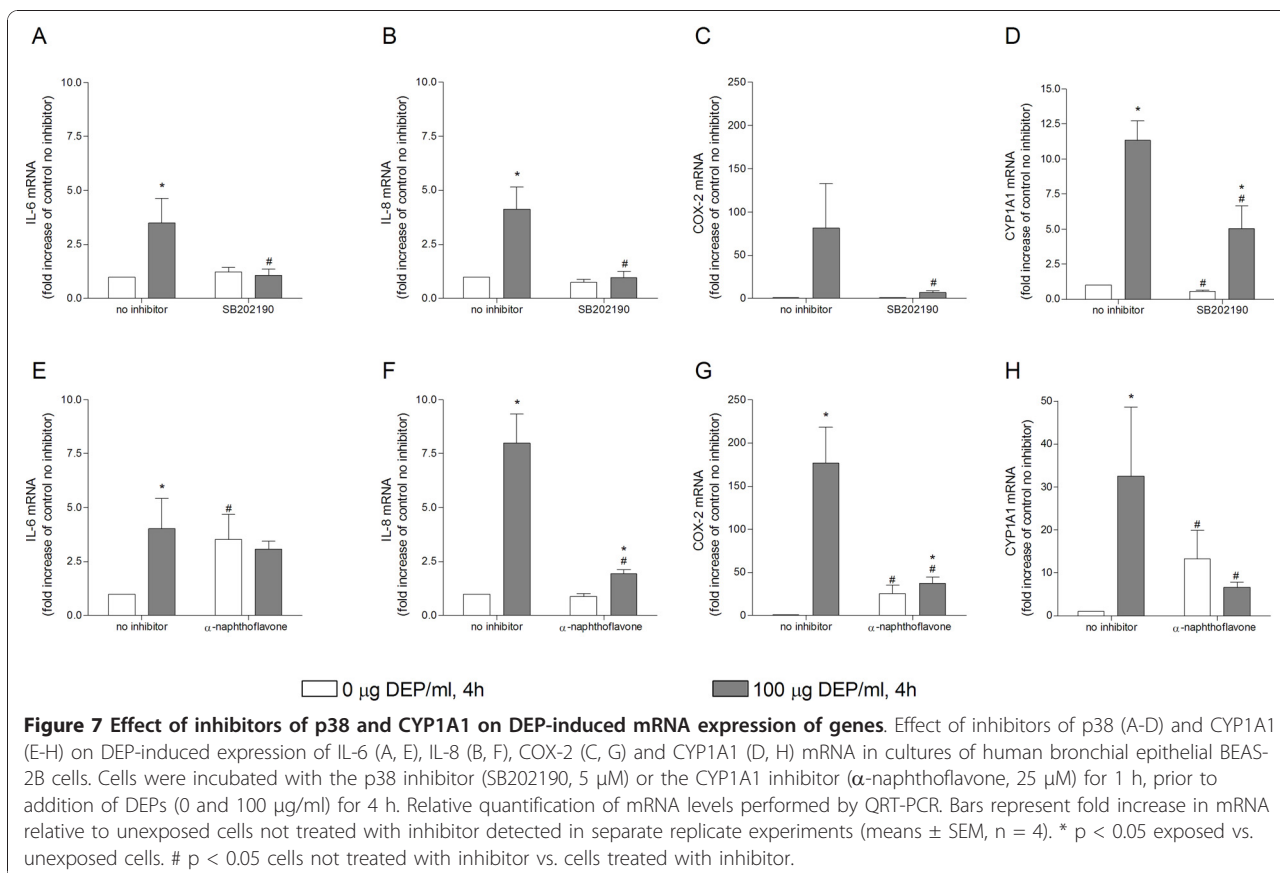 A
B
C
D
IL-6 mRNA
(fold increase of control no inhibitor)
10.0
7.5
5.0
2.5
0.0
*
#
no inhibitor
SB202190
IL-8 mRNA
(fold increase of control no inhibitor)
10.0
7.5
5.0
2.5
0.0
*
#
no inhibitor
SB202190
COX-2 mRNA
(fold increase of control no inhibitor)
250
200
150
100
50
0
#
no inhibitor
SB202190
CYP1A1 mRNA
(fold increase of control no inhibitor)
15.0
12.5
10.0
7.5
5.0
2.5
0.0
*
#
*
#
no inhibitor
SB202190
E
F
G
H
IL-6 mRNA
(fold increase of control no inhibitor)
10.0
7.5
5.0
2.5
0.0
*
#
no inhibitor
α-naphthoflavone
IL-8 mRNA
(fold increase of control no inhibitor)
10.0
7.5
5.0
2.5
0.0
*
*
#
no inhibitor
α-naphthoflavone
COX-2 mRNA
(fold increase of control no inhibitor)
250
200
150
100
50
0
*
#
*
#
no inhibitor
α-naphthoflavone
CYP1A1 mRNA
(fold increase of control no inhibitor)
50
40
30
20
10
0
*
#
#
no inhibitor
α-naphthoflavone
0 µg DEP/ml, 4h
100 µg DEP/ml, 4h
Figure 7 Effect of inhibitors of p38 and CYP1A1 on DEP-induced mRNA expression of genes. Effect of inhibitors of p38 (A-D) and CYP1A1
(E-H) on DEP-induced expression of IL-6 (A, E), IL-8 (B, F), COX-2 (C, G) and CYP1A1 (D, H) mRNA in cultures of human bronchial epithelial BEAS-
2B cells. Cells were incubated with the p38 inhibitor (SB202190, 5 µM) or the CYP1A1 inhibitor (α-naphthoflavone, 25 µM) for 1 h, prior to
addition of DEPs (0 and 100 µg/ml) for 4 h. Relative quantification of mRNA levels performed by QRT-PCR. Bars represent fold increase in mRNA
relative to unexposed cells not treated with inhibitor detected in separate replicate experiments (means ± SEM, n = 4). * p < 0.05 exposed vs.
unexposed cells. # p < 0.05 cells not treated with inhibitor vs. cells treated with inhibitor.